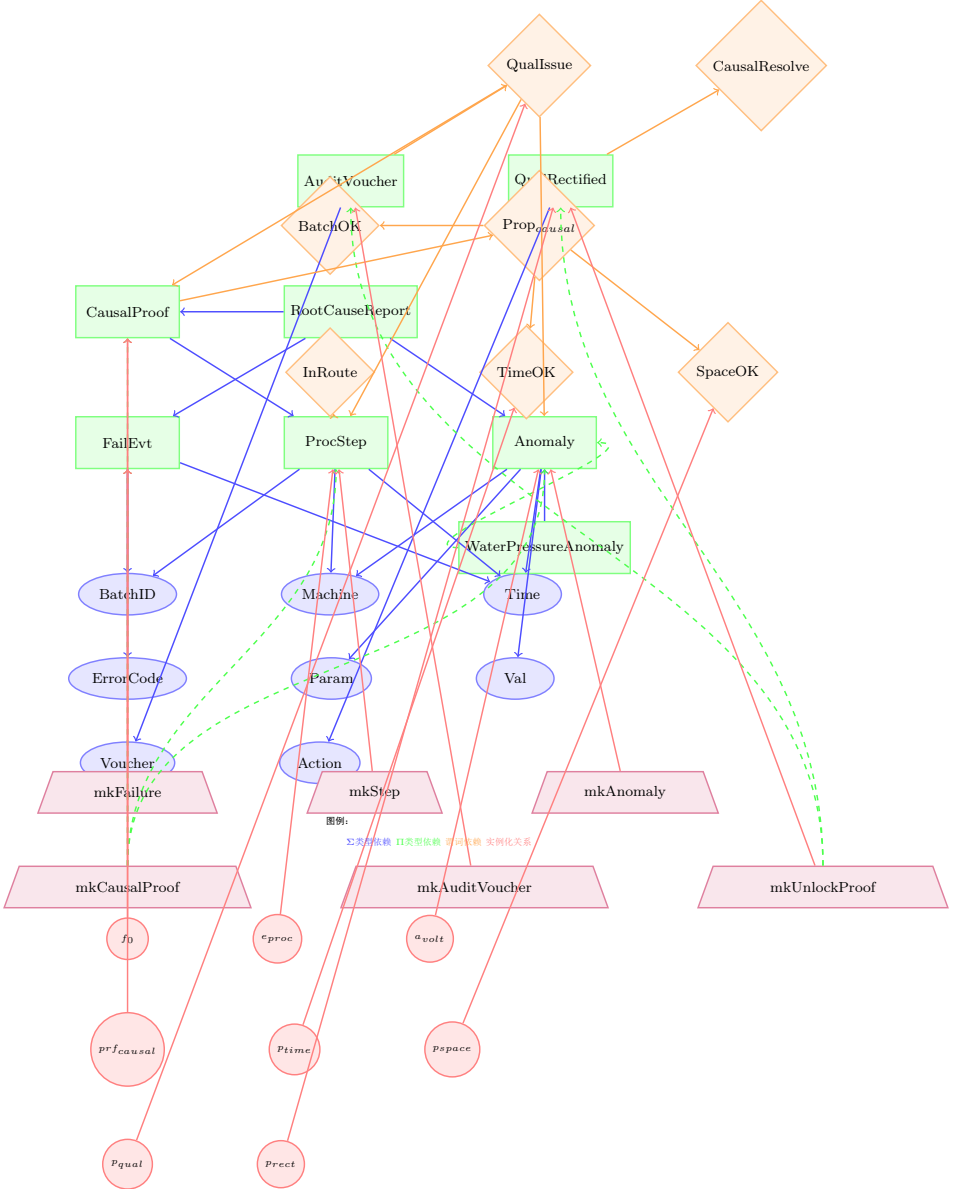 QualIssue
CausalResolve
AuditVoucher
QualRectified
BatchOK
Prop_causal
CausalProof
RootCauseReport
InRoute
TimeOK
SpaceOK
FailEvt
ProcStep
Anomaly
WaterPressureAnomaly
BatchID
Machine
Time
ErrorCode
Param
Val
Voucher
Action
mkFailure
mkStep
mkAnomaly
图例:
Σ类型依赖 Π类型依赖 谓词依赖 实例化关系
mkCausalProof
mkAuditVoucher
mkUnlockProof
f_0
e_proc
a_volt
prf_causal
p_time
p_space
p_qual
p_rect